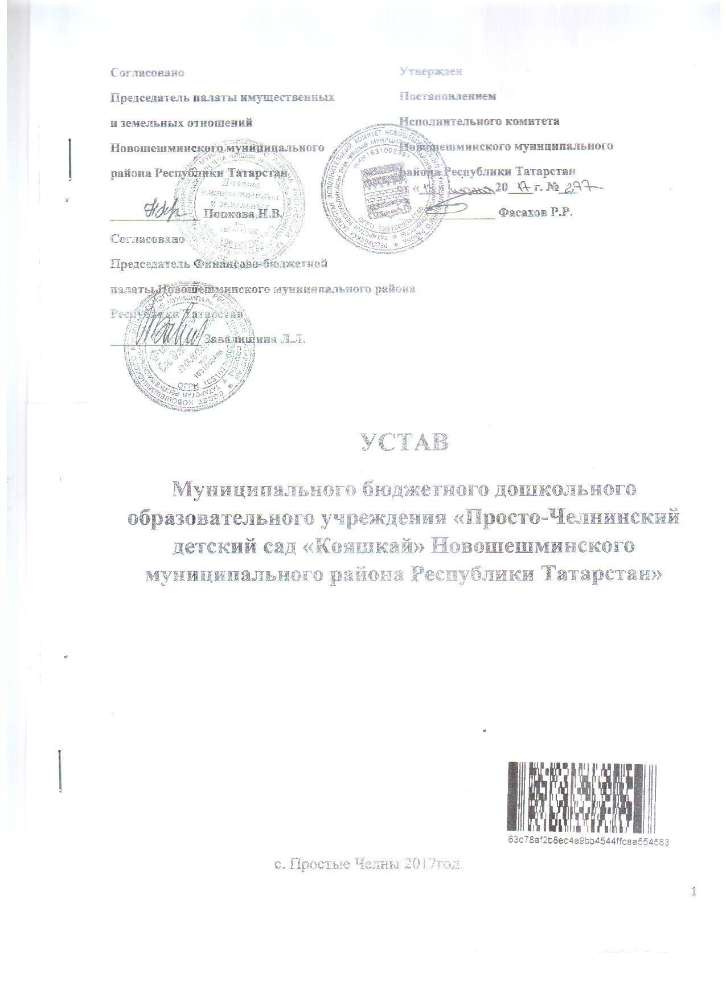 Согласовано
Председатель палаты имущественных
и земельных отношений
Новошешминского муниципального
района Республики Татарстан
Попкова Н.В.
Утвержден
Постановлением
Исполнительного комитета
Новошешминского муниципального
района Республики Татарстан
20 17 г. № 277
Фасахов Р.Р.
Согласовано
Председатель Финансово-бюджетной
палаты Новошешминского муниципального района
Республики Татарстан
Завалишина Л.Л.
УСТАВ
Муниципального бюджетного дошкольного
образовательного учреждения «Просто-Челнинский
детский сад «Кояшкай» Новошешминского
муниципального района Республики Татарстан»
63c78af2b8ec4a9bb4544ffcaa554583
с. Простые Челны 2017год.
1